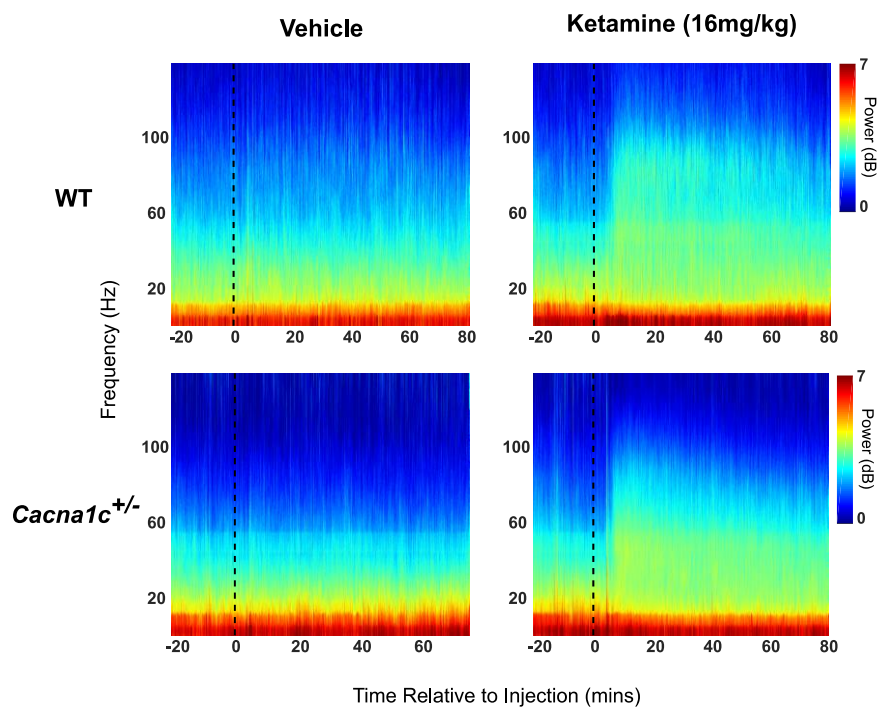 Vehicle
Ketamine (16mg/kg)
WT
Frequency (Hz)
100
60
20
-20 0 20 40 60 80
-20 0 20 40 60 80
7
0
Power (dB)
Cacna1c+/-
100
60
20
-20 0 20 40 60
100
60
20
-20 0 20 40 60 80
7
0
Power (dB)
100
60
20
Time Relative to Injection (mins)